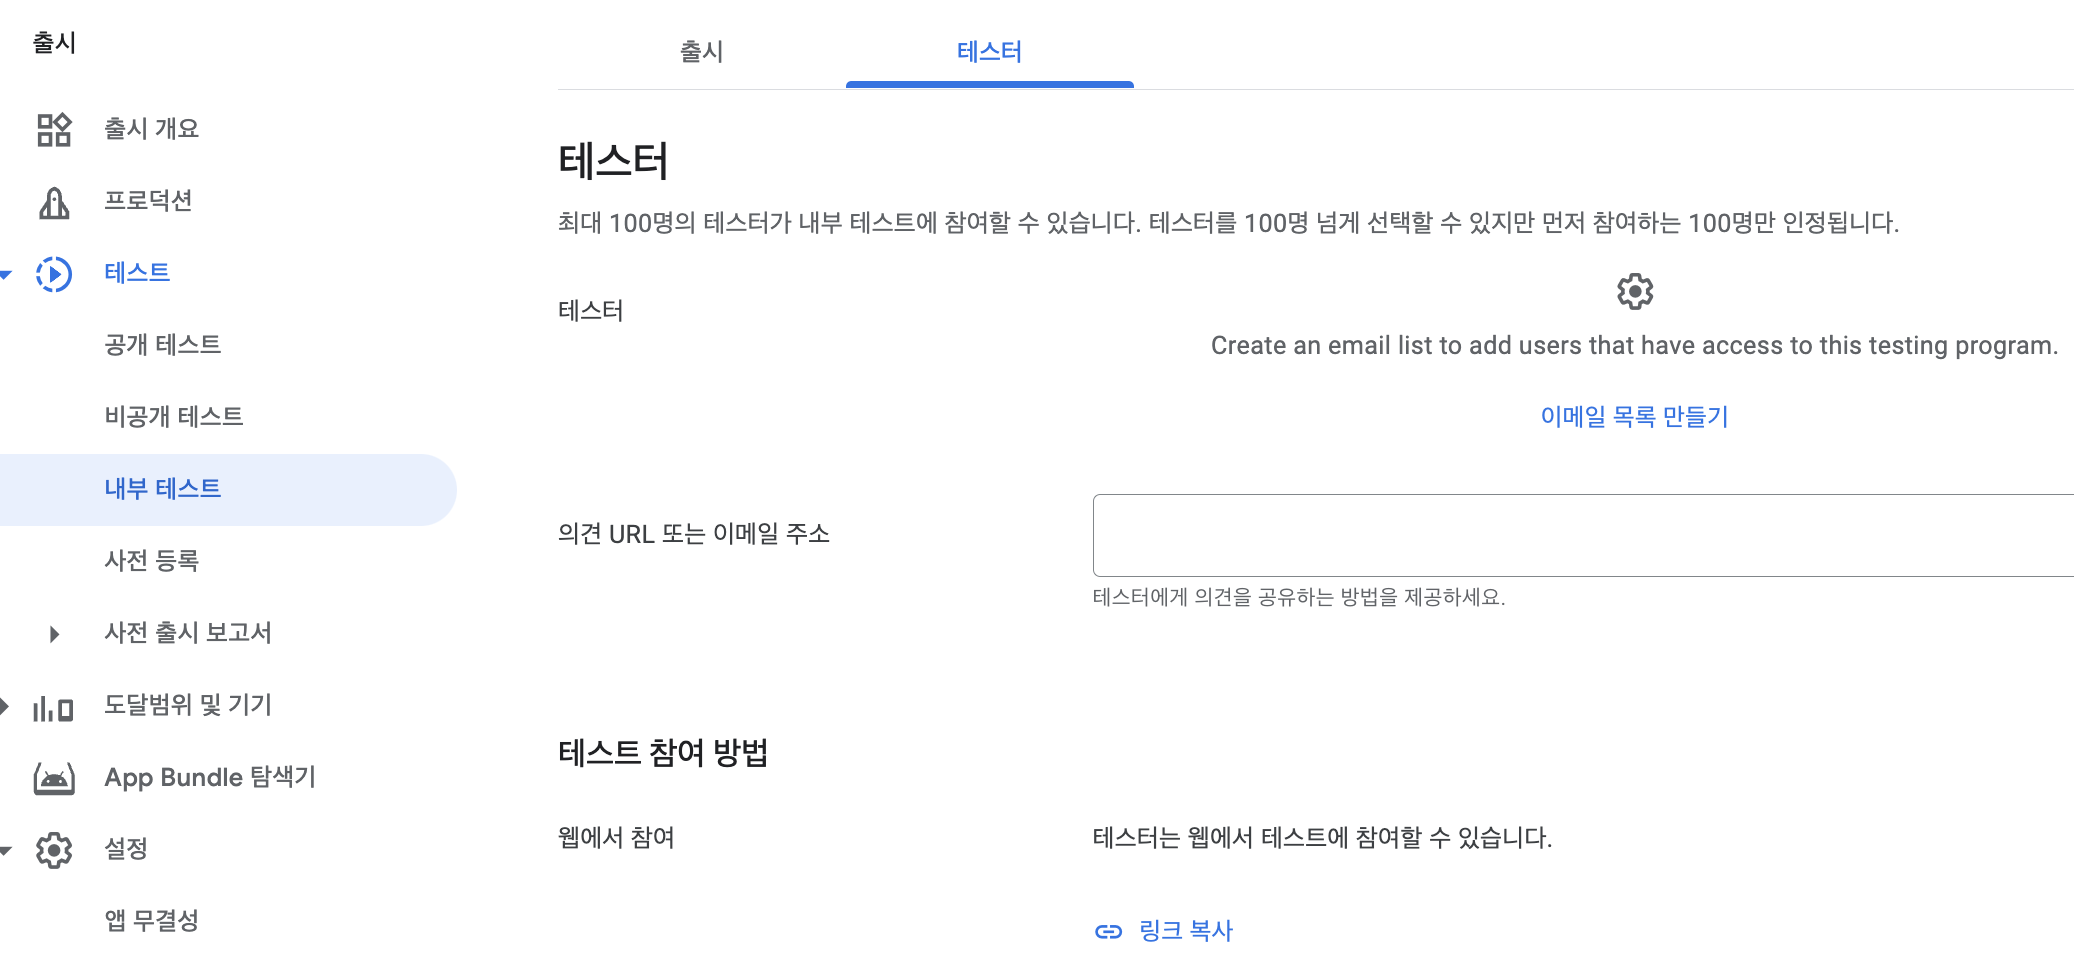 출시
출시 개요
프로덕션
테스트
공개 테스트
비공개 테스트
내부 테스트
사전 등록
사전 출시 보고서
도달범위 및 기기
App Bundle 탐색기
설정
앱 무결성
출시
테스터
테스터
최대 100명의 테스터가 내부 테스트에 참여할 수 있습니다. 테스터를 100명 넘게 선택할 수 있지만 먼저 참여하는 100명만 인정됩니다.
테스터
Create an email list to add users that have access to this testing program.
이메일 목록 만들기
의견 URL 또는 이메일 주소
테스터에게 의견을 공유하는 방법을 제공하세요.
테스트 참여 방법
웹에서 참여
테스터는 웹에서 테스트에 참여할 수 있습니다.
링크 복사